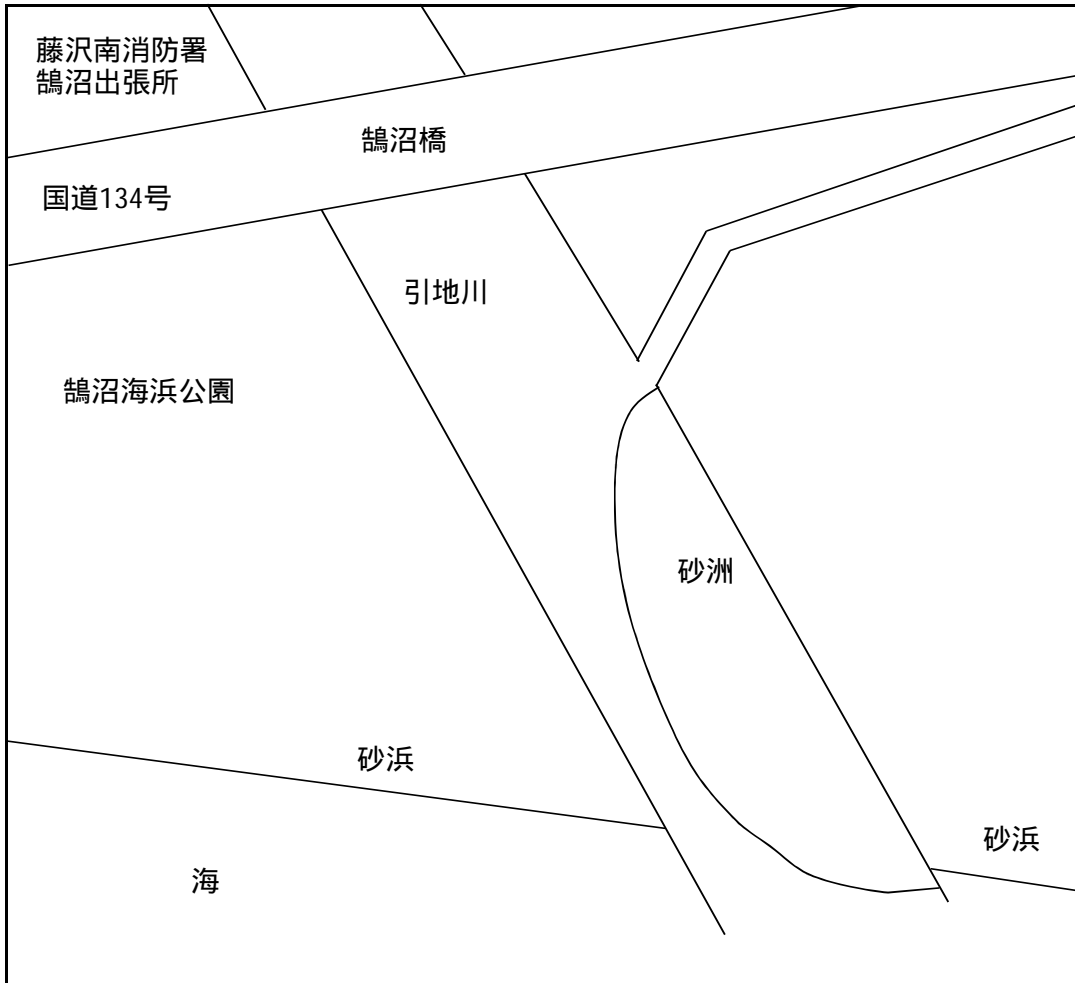 藤沢南消防署
鵠沼出張所
鵠沼橋
国道134号
引地川
鵠沼海浜公園
砂洲
砂浜
砂浜
海